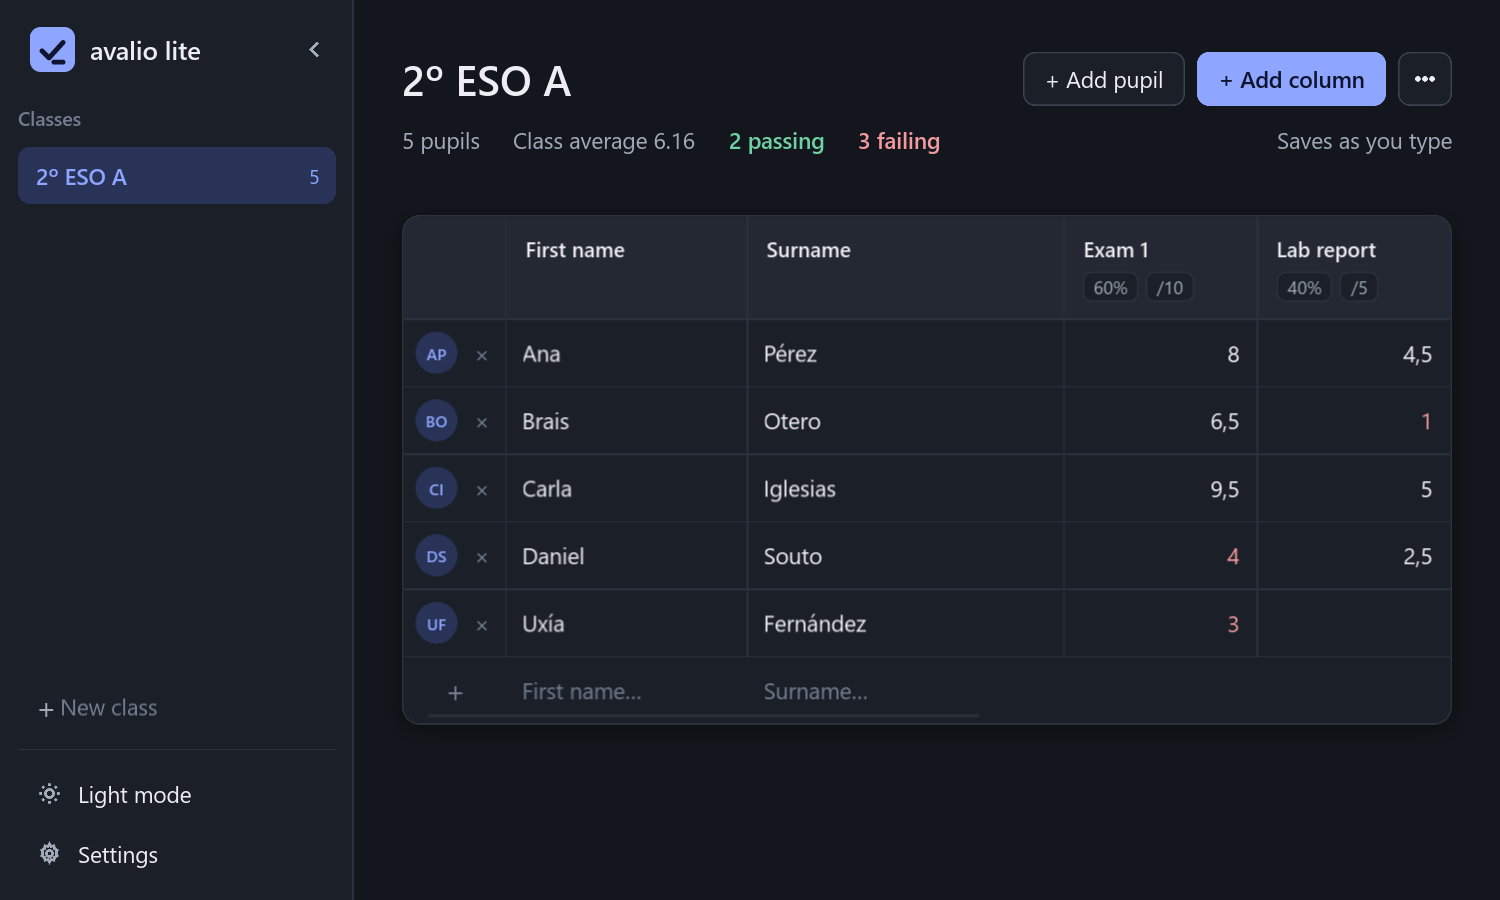 avalio lite
Classes
2º ESO A 5
+ New class
Light mode
Settings
2º ESO A
+ Add pupil
+ Add column
5 pupils Class average 6.16 2 passing 3 failing Saves as you type
First name Surname Exam 1 Lab report
60% /10 40% /5
AP × Ana Pérez 8 4,5
BO × Brais Otero 6,5 1
CI × Carla Iglesias 9,5 5
DS × Daniel Souto 4 2,5
UF × Uxía Fernández 3
+ First name... Surname...